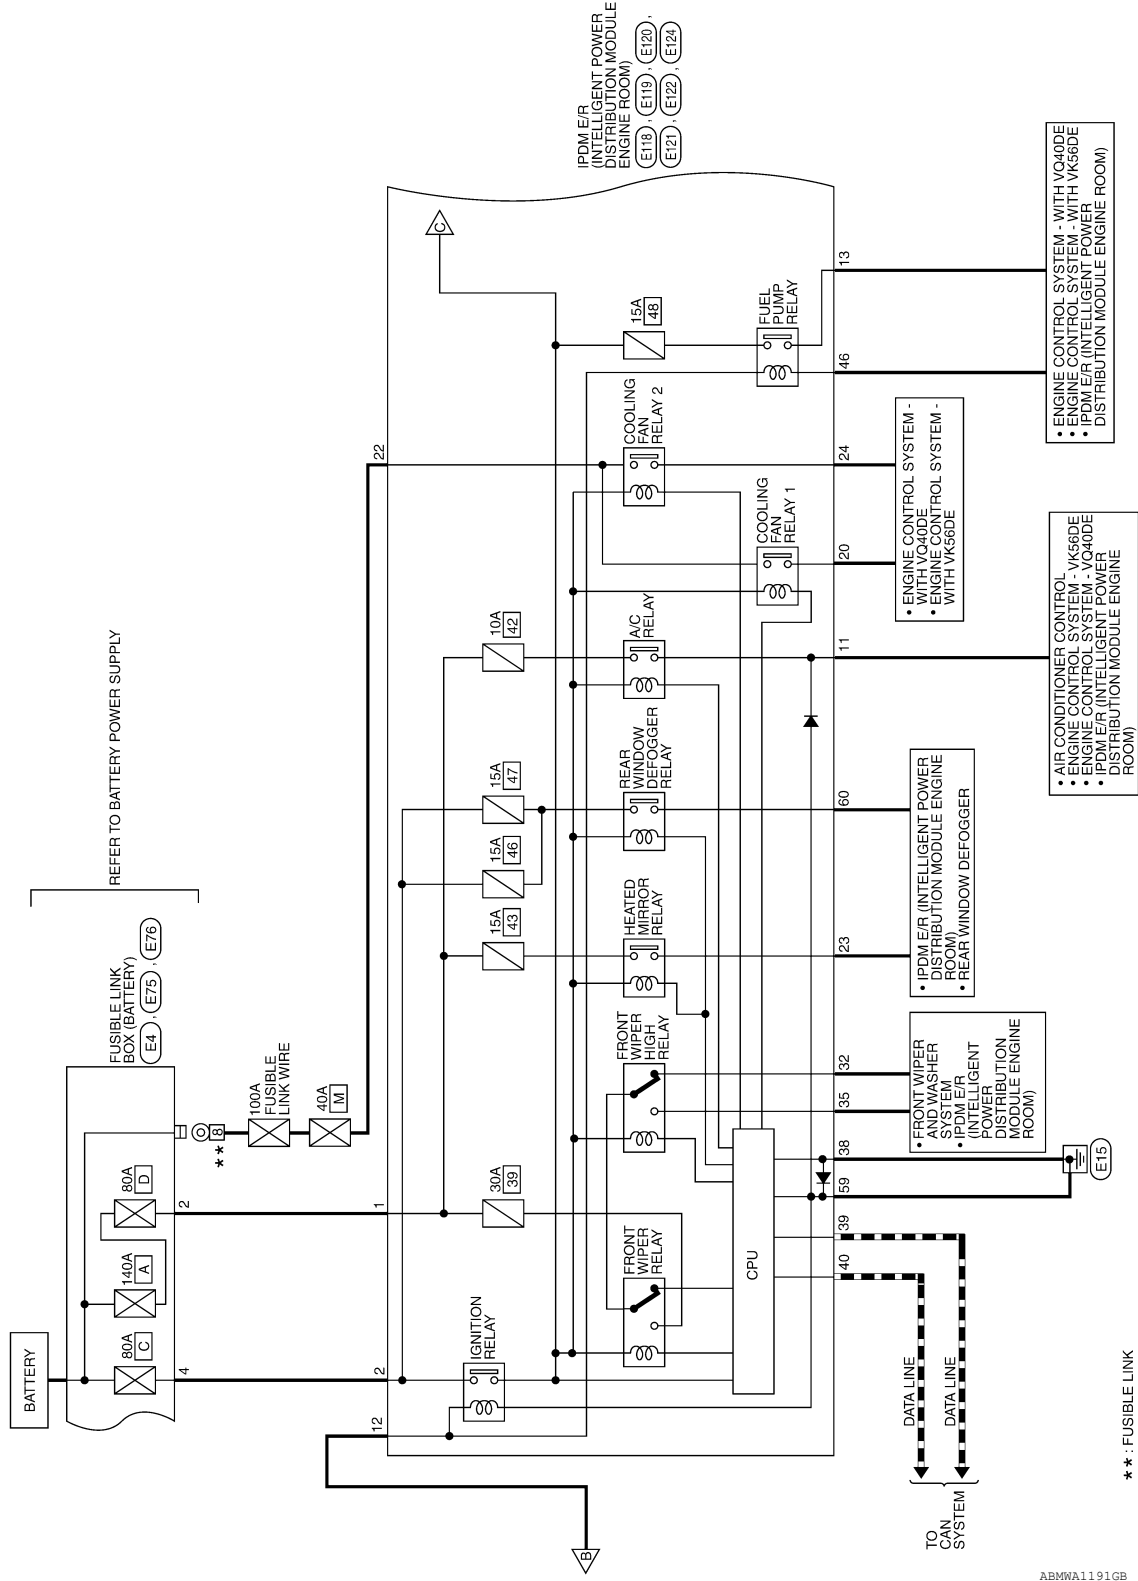 BATTERY
FUSIBLE LINK
BOX (BATTERY)
E4 , E75 , E76
REFER TO BATTERY POWER SUPPLY
80A
C
140A
A
80A
D
4
2
8
**
100A
FUSIBLE
LINK WIRE
40A
M
12
2
1
22
IPDM E/R
(INTELLIGENT POWER
DISTRIBUTION MODULE
ENGINE ROOM)
E118 , E119 , E120 ,
E121 , E122 , E124
C
B
IGNITION
RELAY
30A
39
15A
43
15A
46
15A
47
10A
42
15A
48
FRONT
WIPER
RELAY
FRONT
WIPER
HIGH
RELAY
HEATED
MIRROR
RELAY
REAR
WINDOW
DEFOGGER
RELAY
A/C
RELAY
COOLING
FAN
RELAY 2
COOLING
FAN
RELAY 1
FUEL
PUMP
RELAY
CPU
40
39
59
38
35
32
23
60
11
20
24
46
13
DATA LINE
DATA LINE
TO
CAN
SYSTEM
E15
• FRONT WIPER
AND WASHER
SYSTEM
• IPDM E/R
(INTELLIGENT
POWER
DISTRIBUTION
MODULE ENGINE
ROOM)
• IPDM E/R (INTELLIGENT POWER
DISTRIBUTION MODULE ENGINE
ROOM)
• REAR WINDOW DEFOGGER
• AIR CONDITIONER CONTROL
• ENGINE CONTROL SYSTEM - VK56DE
• ENGINE CONTROL SYSTEM - VQ40DE
• IPDM E/R (INTELLIGENT POWER
DISTRIBUTION MODULE ENGINE
ROOM)
• ENGINE CONTROL SYSTEM -
WITH VQ40DE
• ENGINE CONTROL SYSTEM -
WITH VK56DE
• ENGINE CONTROL SYSTEM - WITH VQ40DE
• ENGINE CONTROL SYSTEM - WITH VK56DE
• IPDM E/R (INTELLIGENT POWER
DISTRIBUTION MODULE ENGINE ROOM)
** : FUSIBLE LINK
ABMWA1191GB